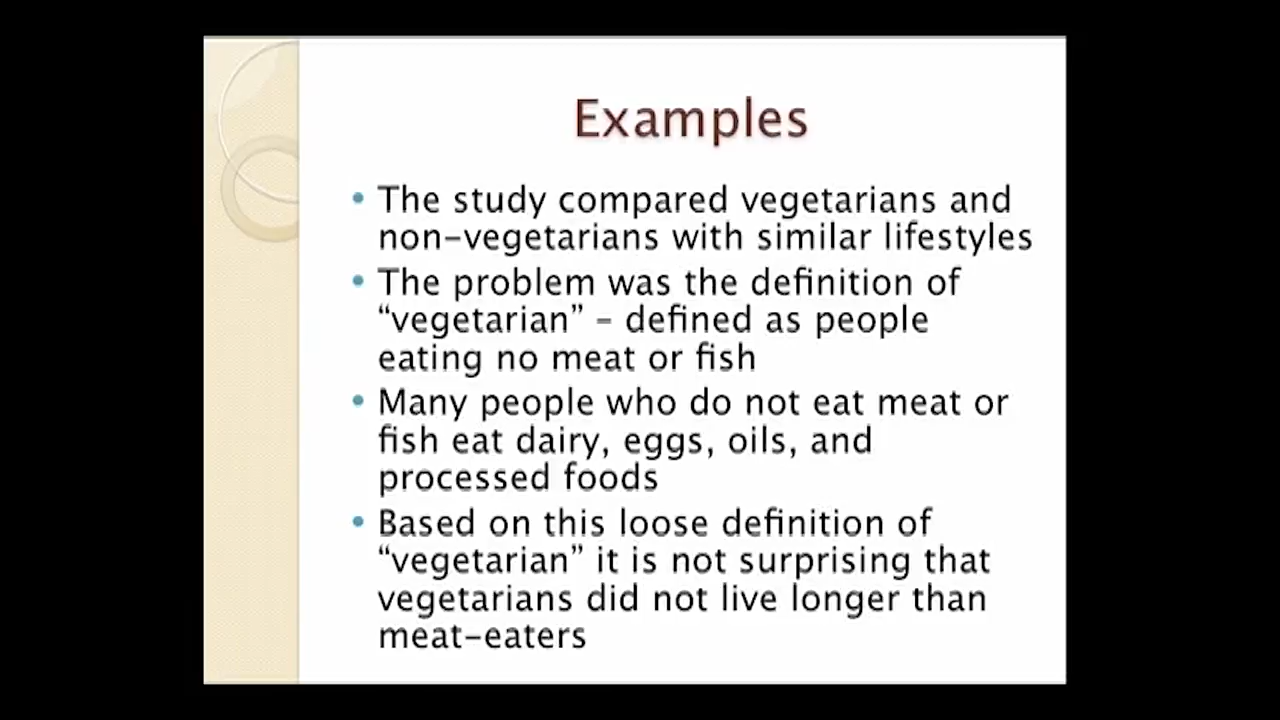 Examples
• The study compared vegetarians and
non-vegetarians with similar lifestyles
• The problem was the definition of
“vegetarian” – defined as people
eating no meat or fish
• Many people who do not eat meat or
fish eat dairy, eggs, oils, and
processed foods
• Based on this loose definition of
“vegetarian” it is not surprising that
vegetarians did not live longer than
meat-eaters